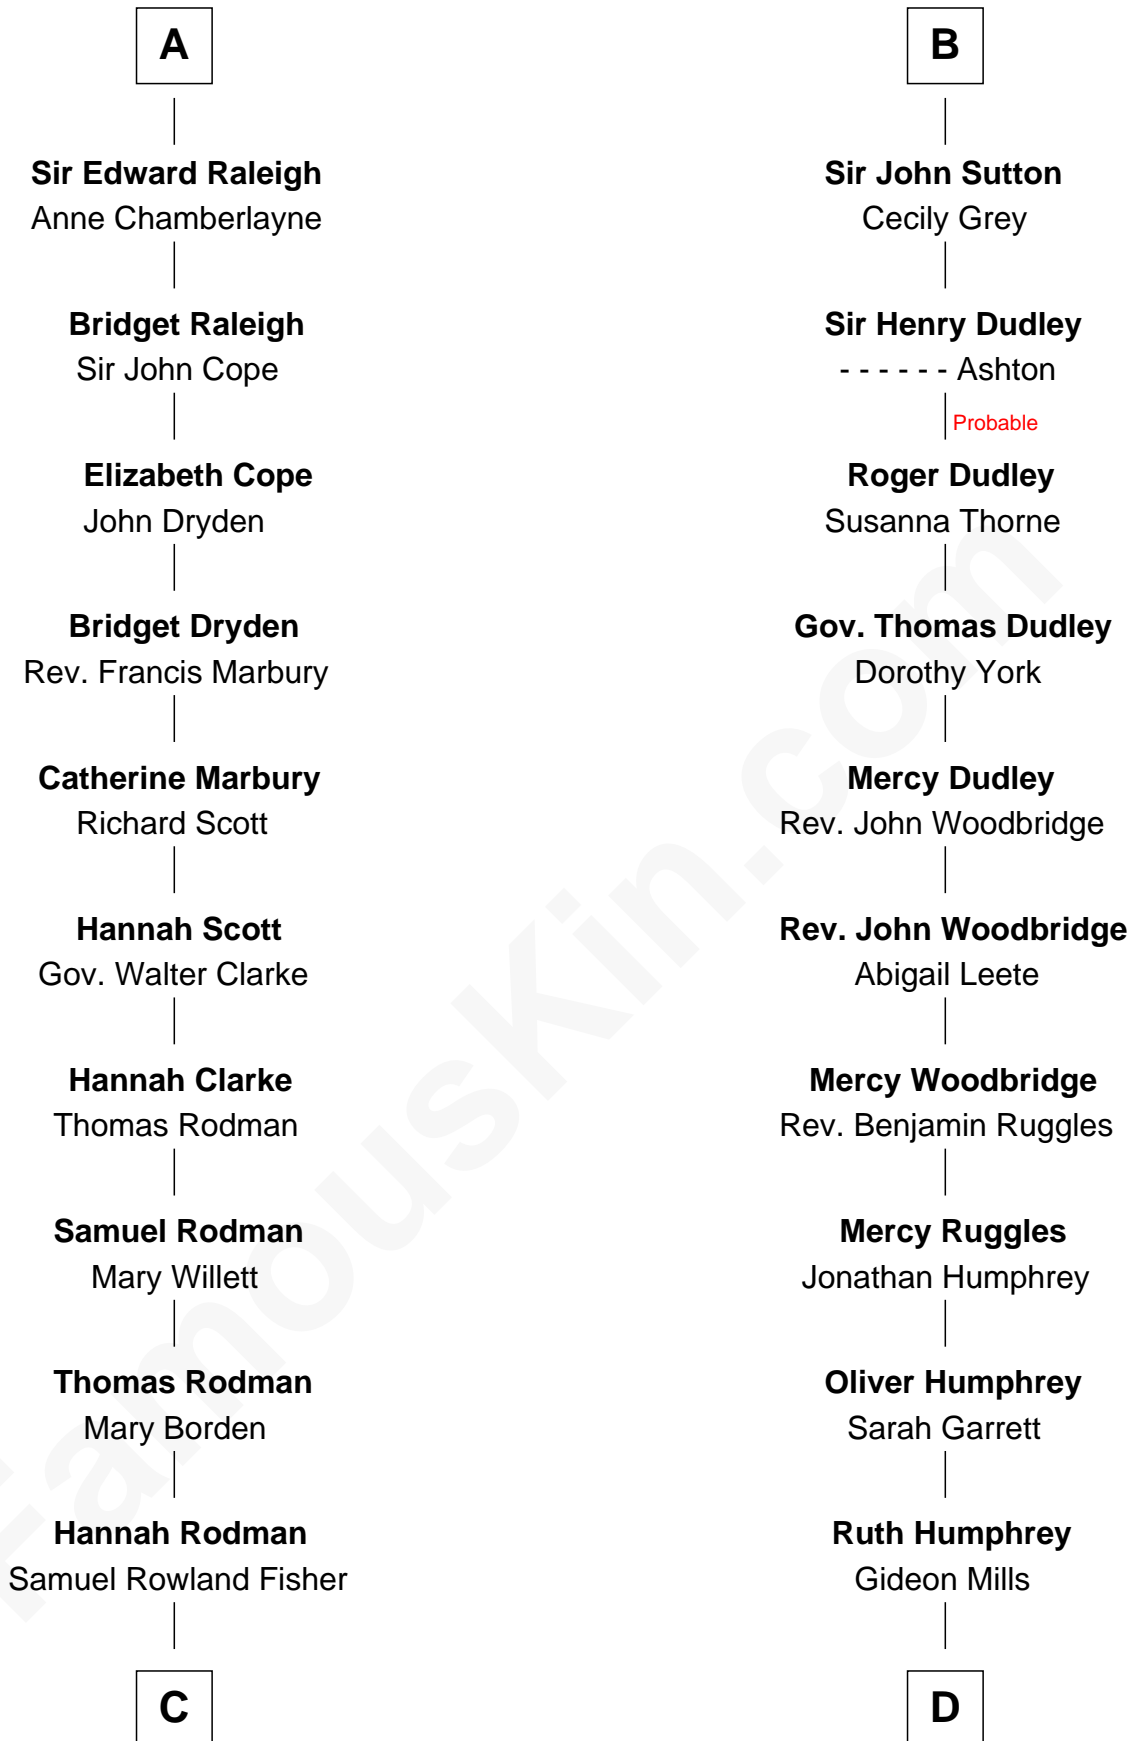 A
Sir Edward Raleigh
Anne Chamberlayne
Bridget Raleigh
Sir John Cope
Elizabeth Cope
John Dryden
Bridget Dryden
Rev. Francis Marbury
Catherine Marbury
Richard Scott
Hannah Scott
Gov. Walter Clarke
Hannah Clarke
Thomas Rodman
Samuel Rodman
Mary Willett
Thomas Rodman
Mary Borden
Hannah Rodman
Samuel Rowland Fisher
C
B
Sir John Sutton
Cecily Grey
Sir Henry Dudley
- - - - - - Ashton
Probable
Roger Dudley
Susanna Thorne
Gov. Thomas Dudley
Dorothy York
Mercy Dudley
Rev. John Woodbridge
Rev. John Woodbridge
Abigail Leete
Mercy Woodbridge
Rev. Benjamin Ruggles
Mercy Ruggles
Jonathan Humphrey
Oliver Humphrey
Sarah Garrett
Ruth Humphrey
Gideon Mills
D
FamousKin.com